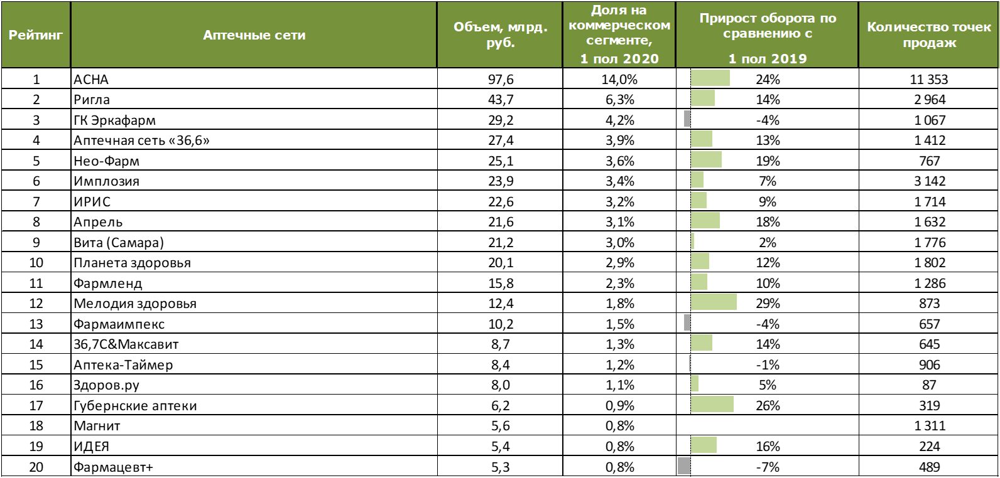 Рейтинг
Аптечные сети
Объем, млрд.
руб.
Доля на
коммерческом
сегменте,
1 пол 2020
Прирост оборота по
сравнению с
1 пол 2019
Количество точек
продаж
1 АСНА 97,6 14,0% 24% 11 353
2 Ригла 43,7 6,3% 14% 2 964
3 ГК Эркафарм 29,2 4,2% -4% 1 067
4 Аптечная сеть «36,6» 27,4 3,9% 13% 1 412
5 Нео-Фарм 25,1 3,6% 19% 767
6 Имплозия 23,9 3,4% 7% 3 142
7 ИРИС 22,6 3,2% 9% 1 714
8 Апрель 21,6 3,1% 18% 1 632
9 Вита (Самара) 21,2 3,0% 2% 1 776
10 Планета здоровья 20,1 2,9% 12% 1 802
11 Фармленд 15,8 2,3% 10% 1 286
12 Мелодия здоровья 12,4 1,8% 29% 873
13 Фармаимпекс 10,2 1,5% -4% 657
14 36,7С&Максавит 8,7 1,3% 14% 645
15 Аптека-Таймер 8,4 1,2% -1% 906
16 Здоров.ру 8,0 1,1% 5% 87
17 Губернские аптеки 6,2 0,9% 26% 319
18 Магнит 5,6 0,8% 1 311
19 ИДЕЯ 5,4 0,8% 16% 224
20 Фармацевт+ 5,3 0,8% -7% 489